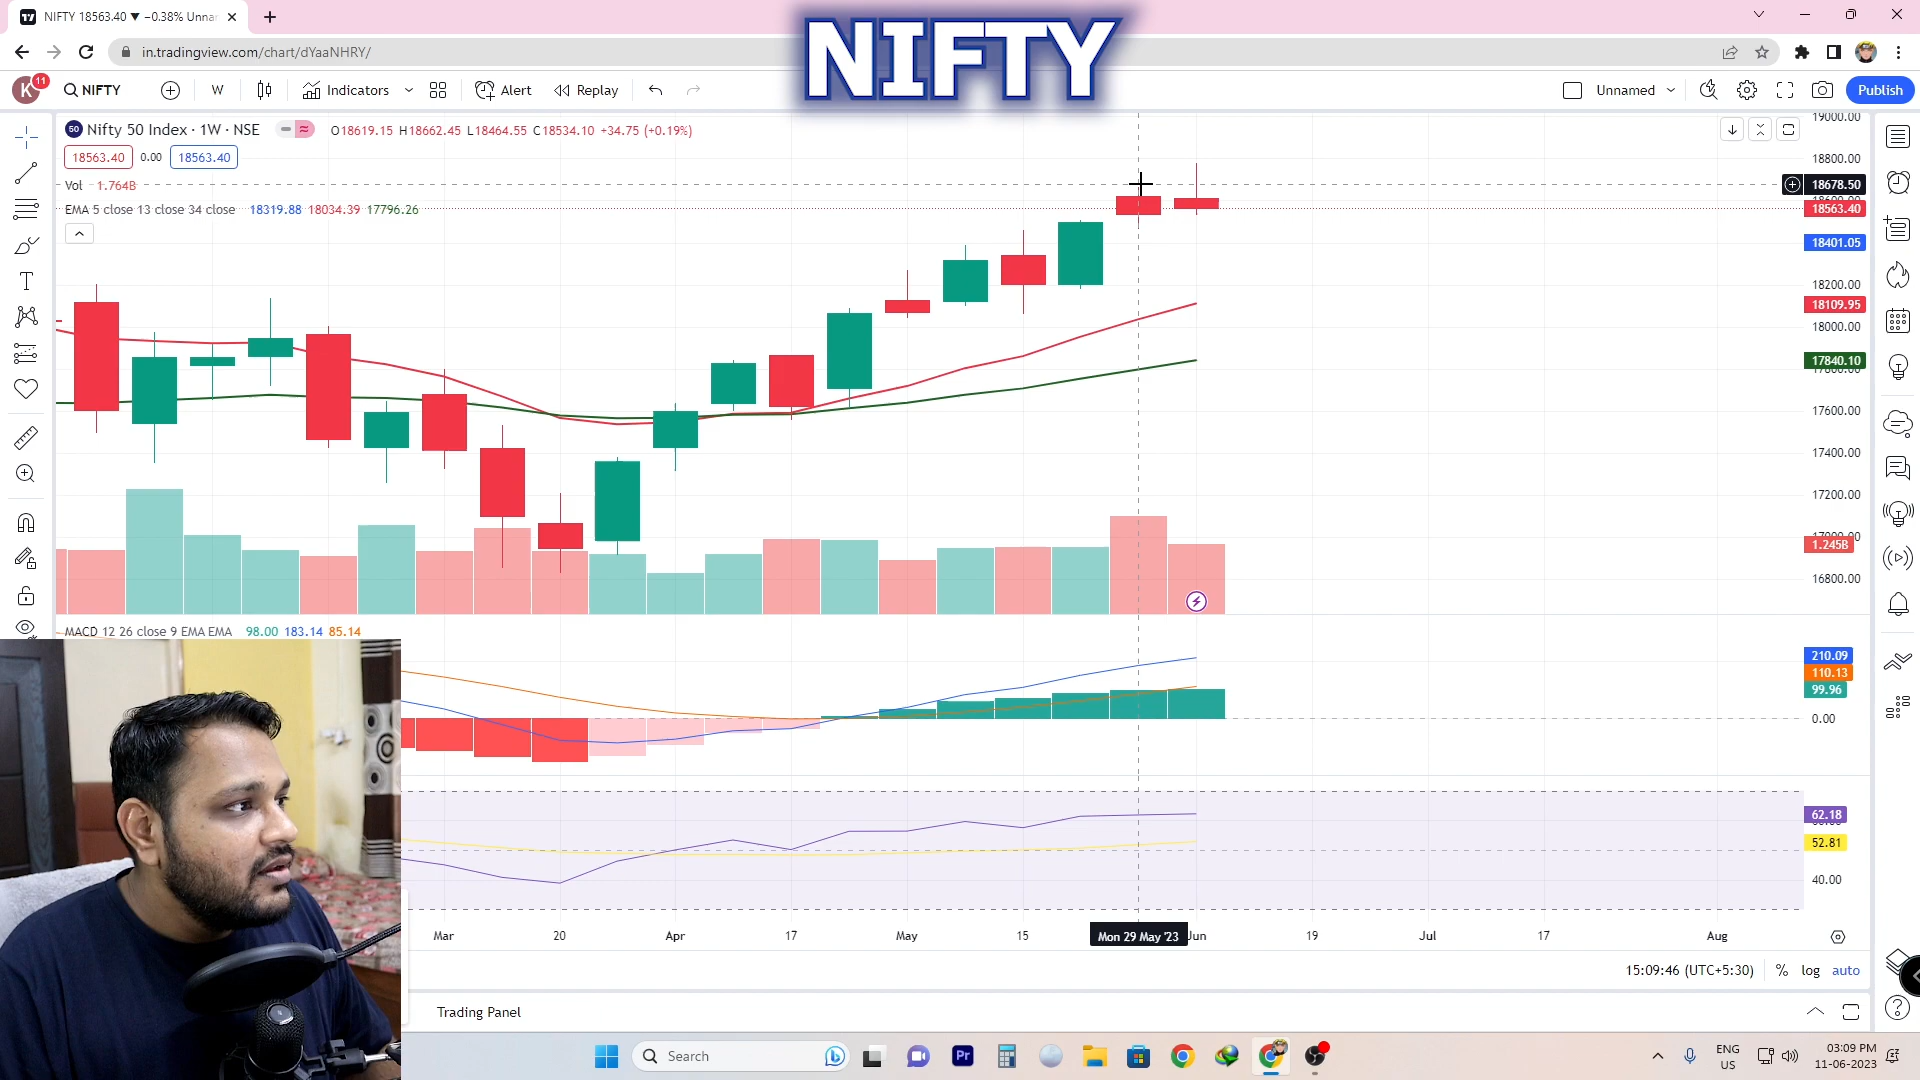 NIFTY 18563.40 ▼ −0.38% Unna
in.tradingview.com/chart/dYaaNHRY/
NIFTY
K 11
NIFTY W Indicators Alert Replay Unnamed Publish
50 Nifty 50 Index · 1W · NSE O18619.15 H18662.45 L18464.55 C18534.10 +34.75 (+0.19%)
18563.40 0.00 18563.40
Vol 1.764B
EMA 5 close 13 close 34 close 18319.88 18034.39 17796.26
19000.00
18800.00
18678.50
18563.40
18401.05
18200.00
18109.95
18000.00
17840.10
17600.00
17400.00
17200.00
1.245B
16800.00
MACD 12 26 close 9 EMA EMA 98.00 183.14 85.14
210.09
110.13
99.96
0.00
62.18
52.81
40.00
Mar 20 Apr 17 May 15 Mon 29 May '23 Jun 19 Jul 17 Aug
15:09:46 (UTC+5:30) % log auto
Trading Panel
Search
Pr
ENG
US
03:09 PM
11-06-2023